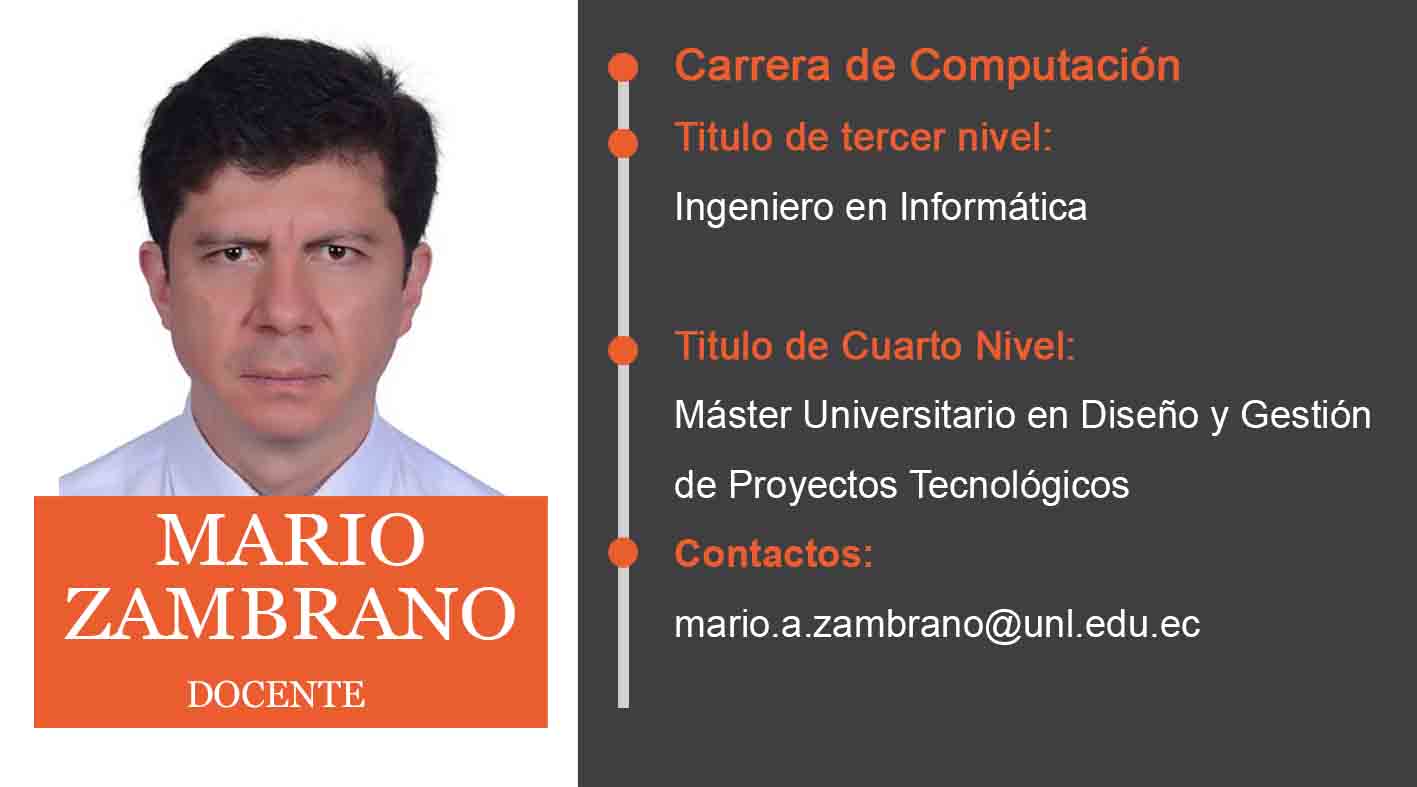 MARIO
ZAMBRANO
DOCENTE
Carrera de Computación
Titulo de tercer nivel:
Ingeniero en Informática
Titulo de Cuarto Nivel:
Máster Universitario en Diseño y Gestión
de Proyectos Tecnológicos
Contactos:
mario.a.zambrano@unl.edu.ec